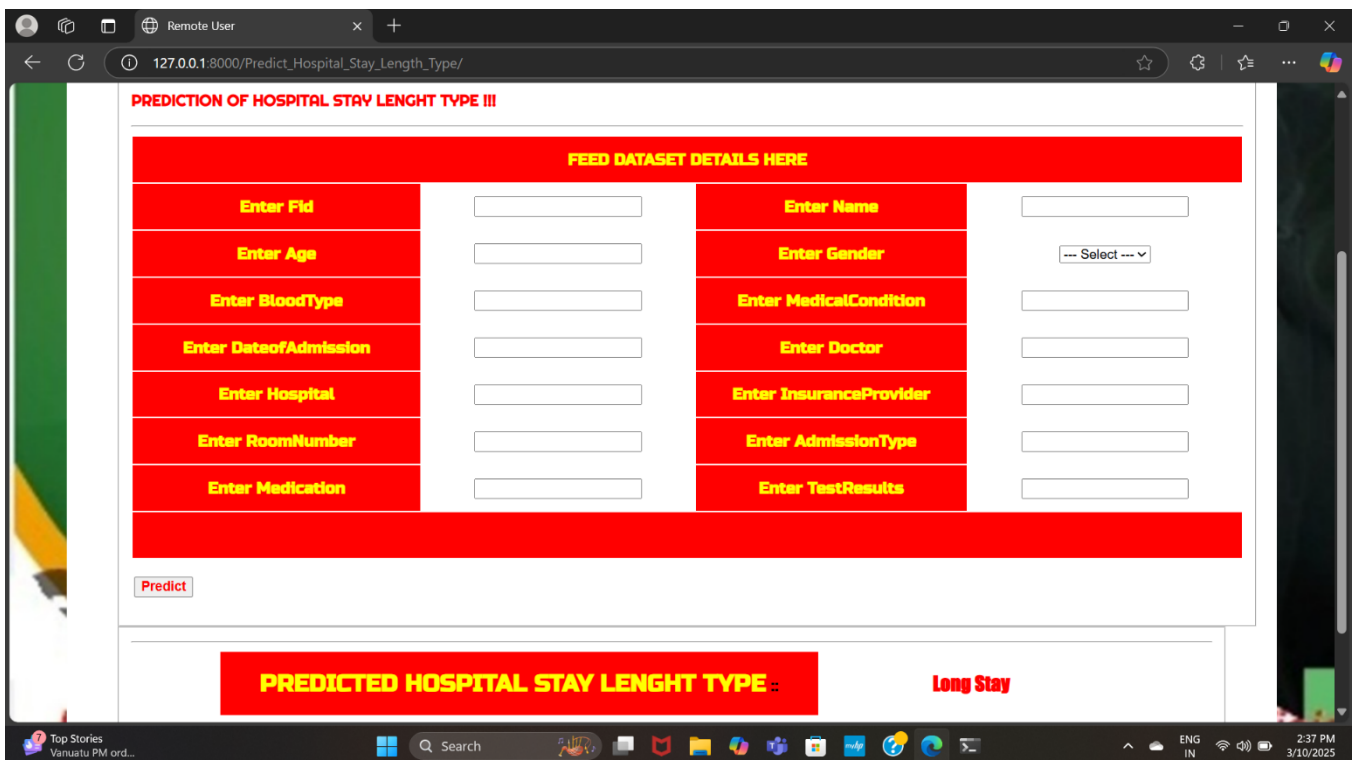 Remote User
127.0.0.1:8000/Predict_Hospital_Stay_Length_Type/
PREDICTION OF HOSPITAL STAY LENGHT TYPE !!!
FEED DATASET DETAILS HERE
Enter Fid Enter Name
Enter Age Enter Gender --- Select ---
Enter BloodType Enter MedicalCondition
Enter DateofAdmission Enter Doctor
Enter Hospital Enter InsuranceProvider
Enter RoomNumber Enter AdmissionType
Enter Medication Enter TestResults
Predict
PREDICTED HOSPITAL STAY LENGHT TYPE :: Long Stay
7 Top Stories
Vanuatu PM ord...
Search
myhp
ENG
IN
2:37 PM
3/10/2025